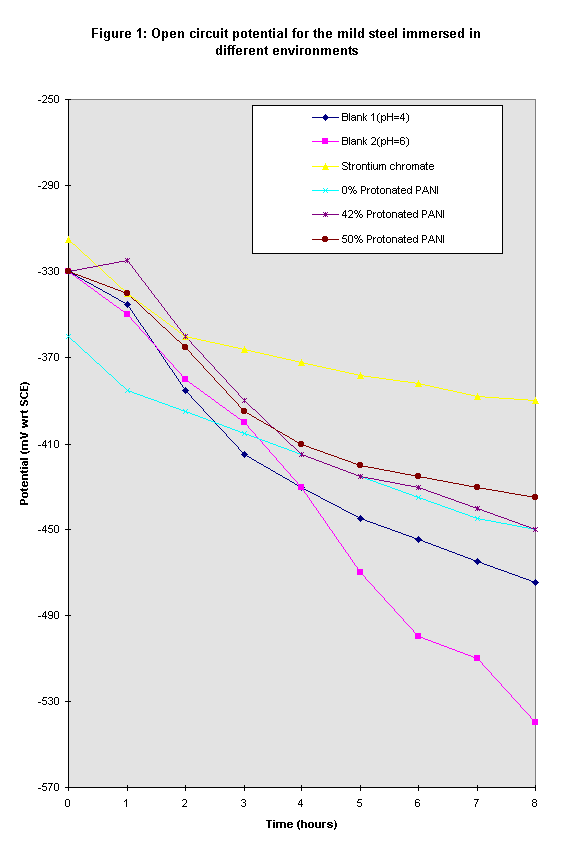 Figure 1: Open circuit potential for the mild steel immersed in
different environments
-250
-290
-330
-370
-410
-450
-490
-530
-570
Potential (mV wrt SCE)
Blank 1(pH=4)
Blank 2(pH=6)
Strontium chromate
0% Protonated PANI
42% Protonated PANI
50% Protonated PANI
0 1 2 3 4 5 6 7 8
Time (hours)